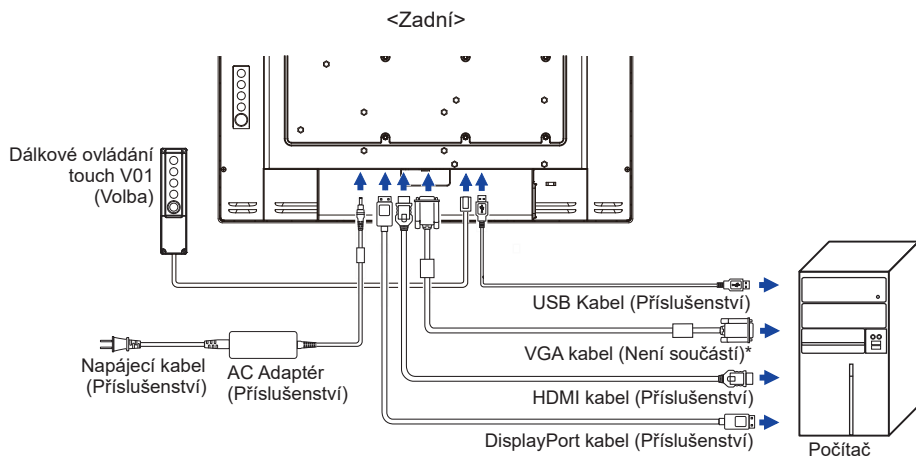 <Zadní>
Dálkové ovládání
touch V01
(Volba)
USB Kabel (Příslušenství)
VGA kabel (Není součástí)*
Napájecí kabel
(Příslušenství)
AC Adaptér
(Příslušenství)
HDMI kabel (Příslušenství)
DisplayPort kabel (Příslušenství)
Počítač